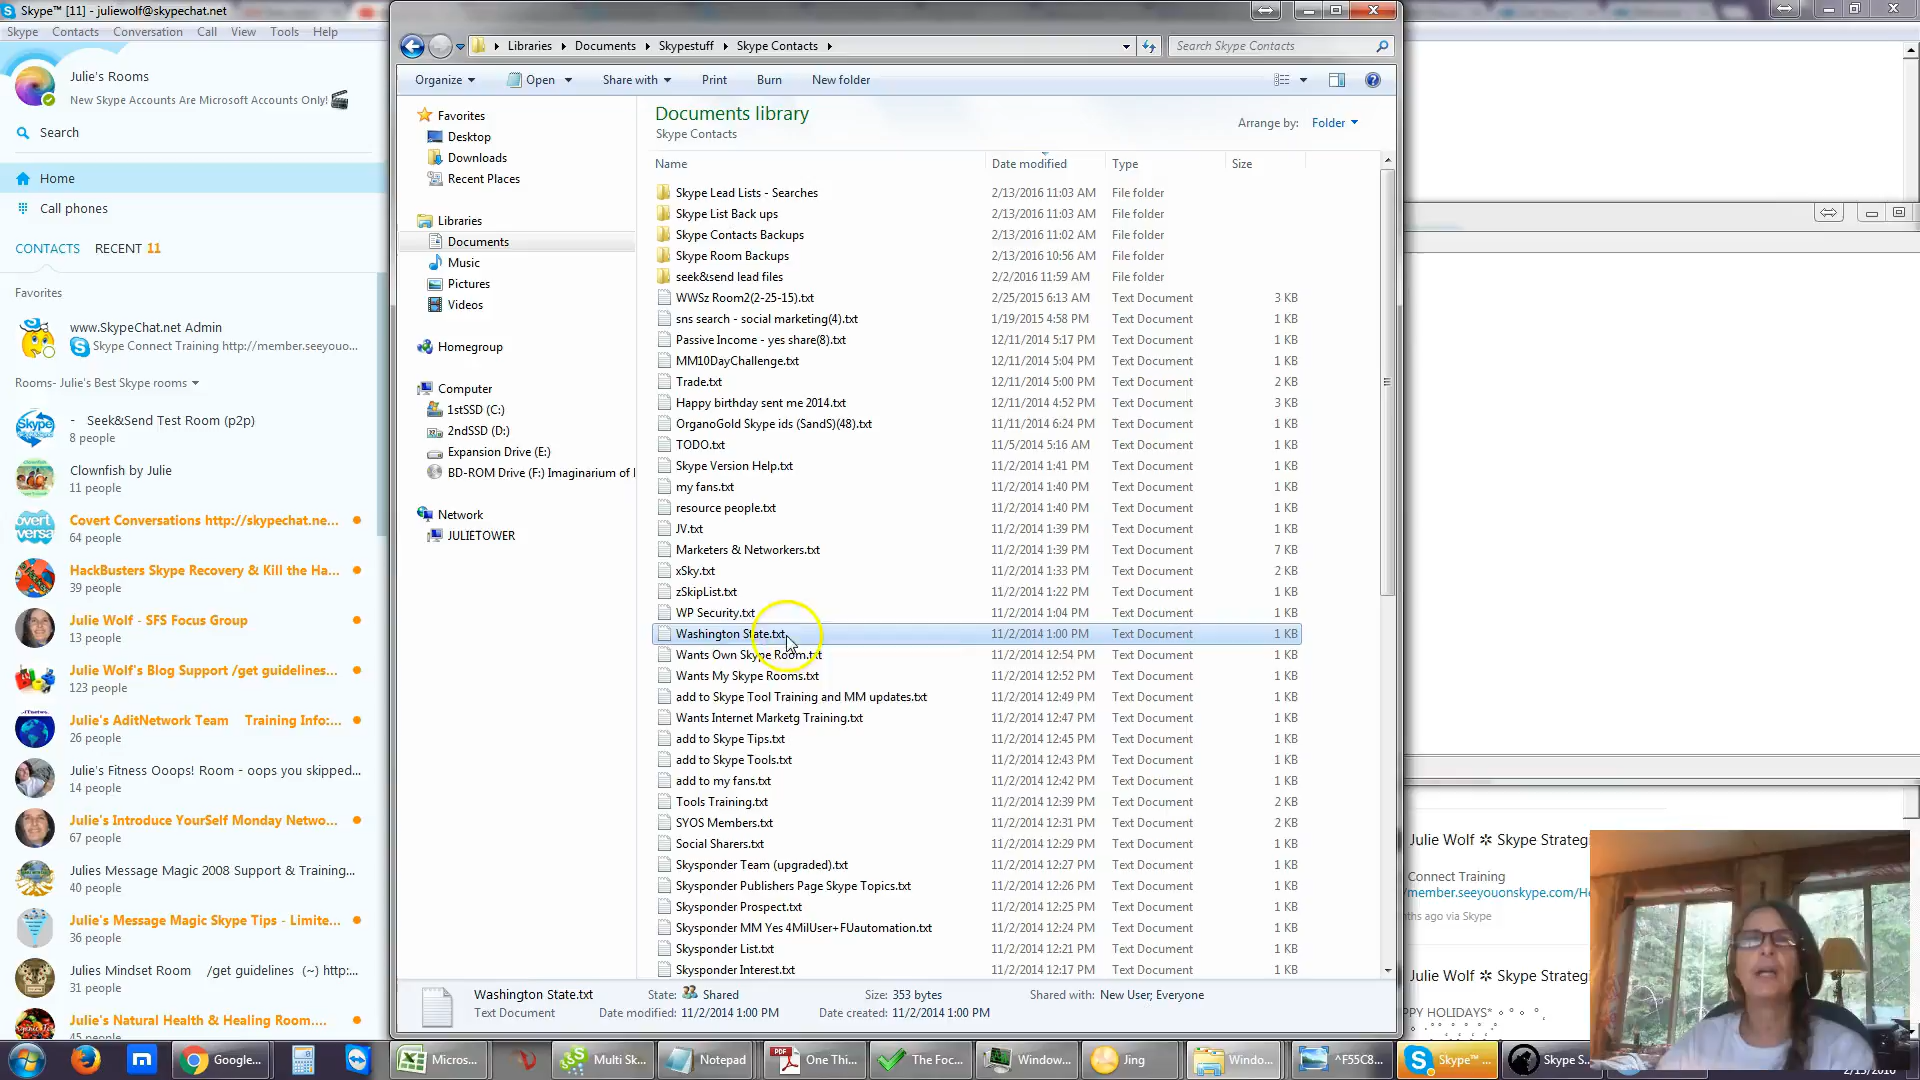 Skype™ [11] - juliewolf@skypechat.net
Skype Contacts Conversation Call View Tools Help
Julie's Rooms
New Skype Accounts Are Microsoft Accounts Only!
Search
Home
Call phones
CONTACTS RECENT 11
Favorites
www.SkypeChat.net Admin
Skype Connect Training http://member.seeyouo...
Rooms- Julie's Best Skype rooms
- Seek&Send Test Room (p2p)
8 people
Clownfish by Julie
11 people
Covert Conversations http://skypechat.ne...
64 people
HackBusters Skype Recovery & Kill the Ha...
39 people
Julie Wolf - SFS Focus Group
13 people
Julie Wolf's Blog Support /get guidelines...
123 people
Julie's AditNetwork Team Training Info:...
26 people
Julie's Fitness Ooops! Room - oops you skipped...
14 people
Julie's Introduce YourSelf Monday Netwo...
67 people
Julies Message Magic 2008 Support & Training...
40 people
Julie's Message Magic Skype Tips - Limite...
36 people
Julies Mindset Room /get guidelines (~) http:...
31 people
Julie's Natural Health & Healing Room....
45 people
Libraries Documents Skypestuff Skype Contacts
Search Skype Contacts
Organize Open Share with Print Burn New folder
Favorites
Desktop
Downloads
Recent Places
Libraries
Documents
Music
Pictures
Videos
Homegroup
Computer
1stSSD (C:)
2ndSSD (D:)
Expansion Drive (E:)
BD-ROM Drive (F:) Imaginarium of
Network
JULIETOWER
Documents library
Skype Contacts
Arrange by: Folder
Name Date modified Type Size
Skype Lead Lists - Searches 2/13/2016 11:03 AM File folder
Skype List Back ups 2/13/2016 11:03 AM File folder
Skype Contacts Backups 2/13/2016 11:02 AM File folder
Skype Room Backups 2/13/2016 10:56 AM File folder
seek&send lead files 2/2/2016 11:59 AM File folder
WWSz Room2(2-25-15).txt 2/25/2015 6:13 AM Text Document 3 KB
sns search - social marketing(4).txt 1/19/2015 4:58 PM Text Document 1 KB
Passive Income - yes share(8).txt 12/11/2014 5:17 PM Text Document 1 KB
MM10DayChallenge.txt 12/11/2014 5:04 PM Text Document 1 KB
Trade.txt 12/11/2014 5:00 PM Text Document 2 KB
Happy birthday sent me 2014.txt 12/11/2014 4:52 PM Text Document 3 KB
OrganoGold Skype ids (SandS)(48).txt 11/11/2014 6:24 PM Text Document 1 KB
TODO.txt 11/5/2014 5:16 AM Text Document 1 KB
Skype Version Help.txt 11/2/2014 1:41 PM Text Document 1 KB
my fans.txt 11/2/2014 1:40 PM Text Document 1 KB
resource people.txt 11/2/2014 1:40 PM Text Document 1 KB
JV.txt 11/2/2014 1:39 PM Text Document 1 KB
Marketers & Networkers.txt 11/2/2014 1:39 PM Text Document 7 KB
xSky.txt 11/2/2014 1:33 PM Text Document 2 KB
zSkipList.txt 11/2/2014 1:22 PM Text Document 1 KB
WP Security.txt 11/2/2014 1:04 PM Text Document 1 KB
Washington State.txt 11/2/2014 1:00 PM Text Document 1 KB
Wants Own Skype Room.txt 11/2/2014 12:54 PM Text Document 1 KB
Wants My Skype Rooms.txt 11/2/2014 12:52 PM Text Document 1 KB
add to Skype Tool Training and MM updates.txt 11/2/2014 12:49 PM Text Document 1 KB
Wants Internet Marketg Training.txt 11/2/2014 12:47 PM Text Document 1 KB
add to Skype Tips.txt 11/2/2014 12:45 PM Text Document 1 KB
add to Skype Tools.txt 11/2/2014 12:43 PM Text Document 1 KB
add to my fans.txt 11/2/2014 12:42 PM Text Document 1 KB
Tools Training.txt 11/2/2014 12:39 PM Text Document 2 KB
SYOS Members.txt 11/2/2014 12:31 PM Text Document 2 KB
Social Sharers.txt 11/2/2014 12:29 PM Text Document 1 KB
Skysponder Team (upgraded).txt 11/2/2014 12:27 PM Text Document 1 KB
Skysponder Publishers Page Skype Topics.txt 11/2/2014 12:26 PM Text Document 1 KB
Skysponder Prospect.txt 11/2/2014 12:25 PM Text Document 1 KB
Skysponder MM Yes 4MilUser+FUautomation.txt 11/2/2014 12:24 PM Text Document 1 KB
Skysponder List.txt 11/2/2014 12:21 PM Text Document 1 KB
Skysponder Interest.txt 11/2/2014 12:17 PM Text Document 1 KB
Washington State.txt State: Shared Size: 353 bytes Shared with: New User; Everyone
Text Document Date modified: 11/2/2014 1:00 PM Date created: 11/2/2014 1:00 PM
Julie Wolf ✲ Skype Strategi
Connect Training
/member.seeyouonskype.com/He
nths ago via Skype
Julie Wolf ✲ Skype Strategi
PPY HOLIDAYS*
Google... Micros... Multi Sk... Notepad One Thi... The Foc... Window... Jing Windo... ^F55C8... Skype™ ... Skype S...